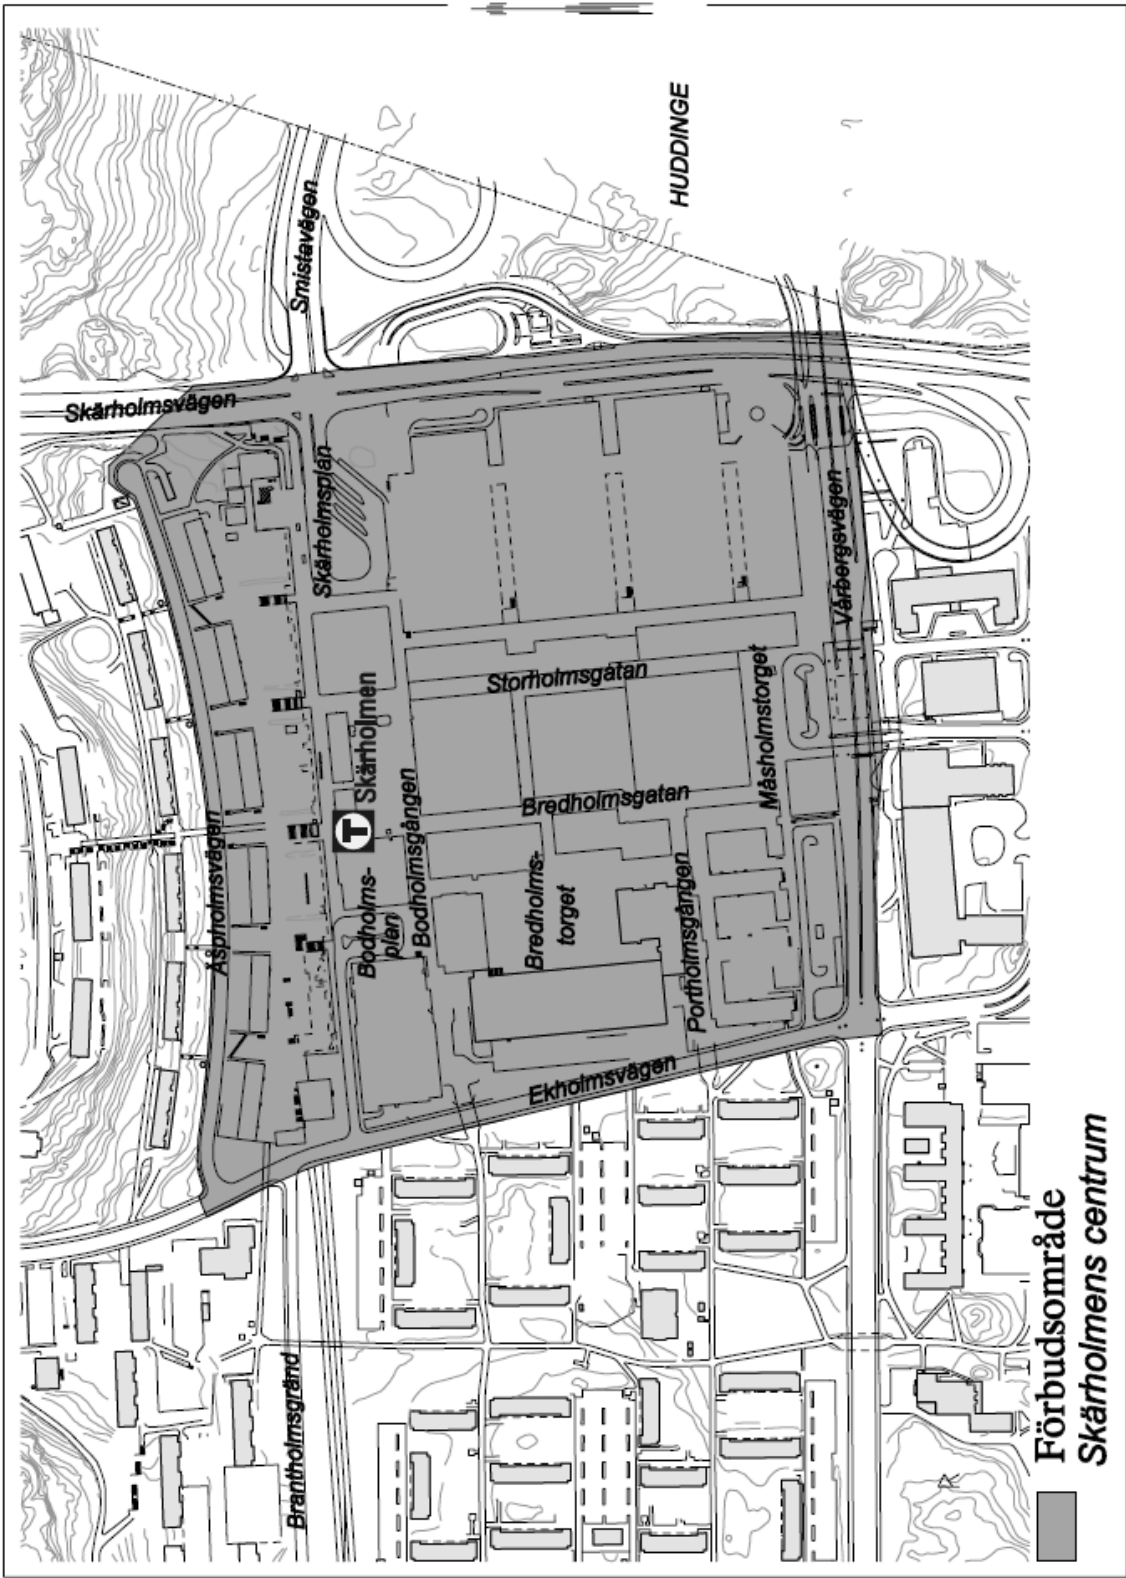 HUDDINGE
Smistavägen
Skärholmsvägen
Skärholmsplan
Vårbergsvägen
Storholmsgatan
Måsholmstorget
T Skärholmen
Bredholmsgatan
Bodholmsgången
Äspholmsvägen
Bodholms-
plan
Bredholms-
torget
Portholmsgången
Ekholmsvägen
Brantholmsgränd
Förbudsområde
Skärholmens centrum